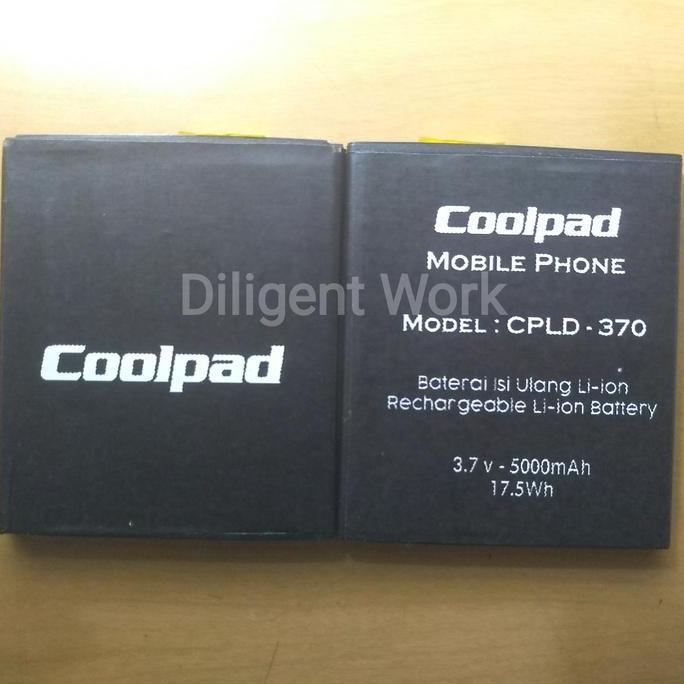 Coolpad
Coolpad
MOBILE PHONE
MODEL : CPLD - 370
Baterai Isi Ulang Li-ion
Rechargeable Li-ion Battery
3.7 v - 5000mAh
17.5Wh
Diligent Work